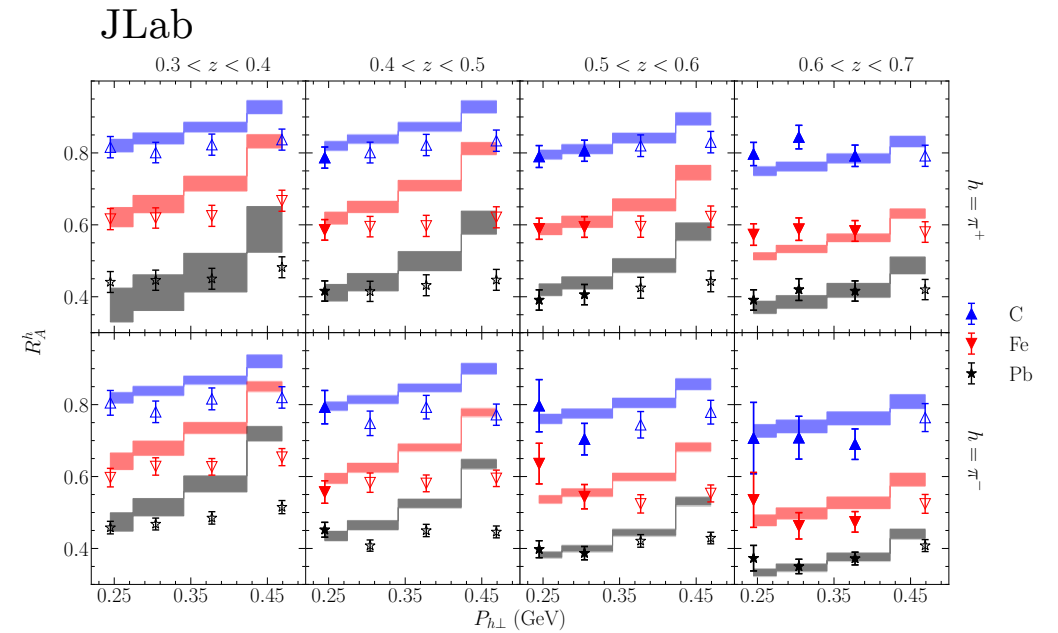 JLab
0.3 < z < 0.4 0.4 < z < 0.5 0.5 < z < 0.6 0.6 < z < 0.7
0.8
0.6
0.4
h = π⁺
R_A^h
C
Fe
Pb
0.8
0.6
0.4
h = π⁻
0.25 0.35 0.45 0.25 0.35 0.45 0.25 0.35 0.45 0.25 0.35 0.45
P_{h⊥} (GeV)